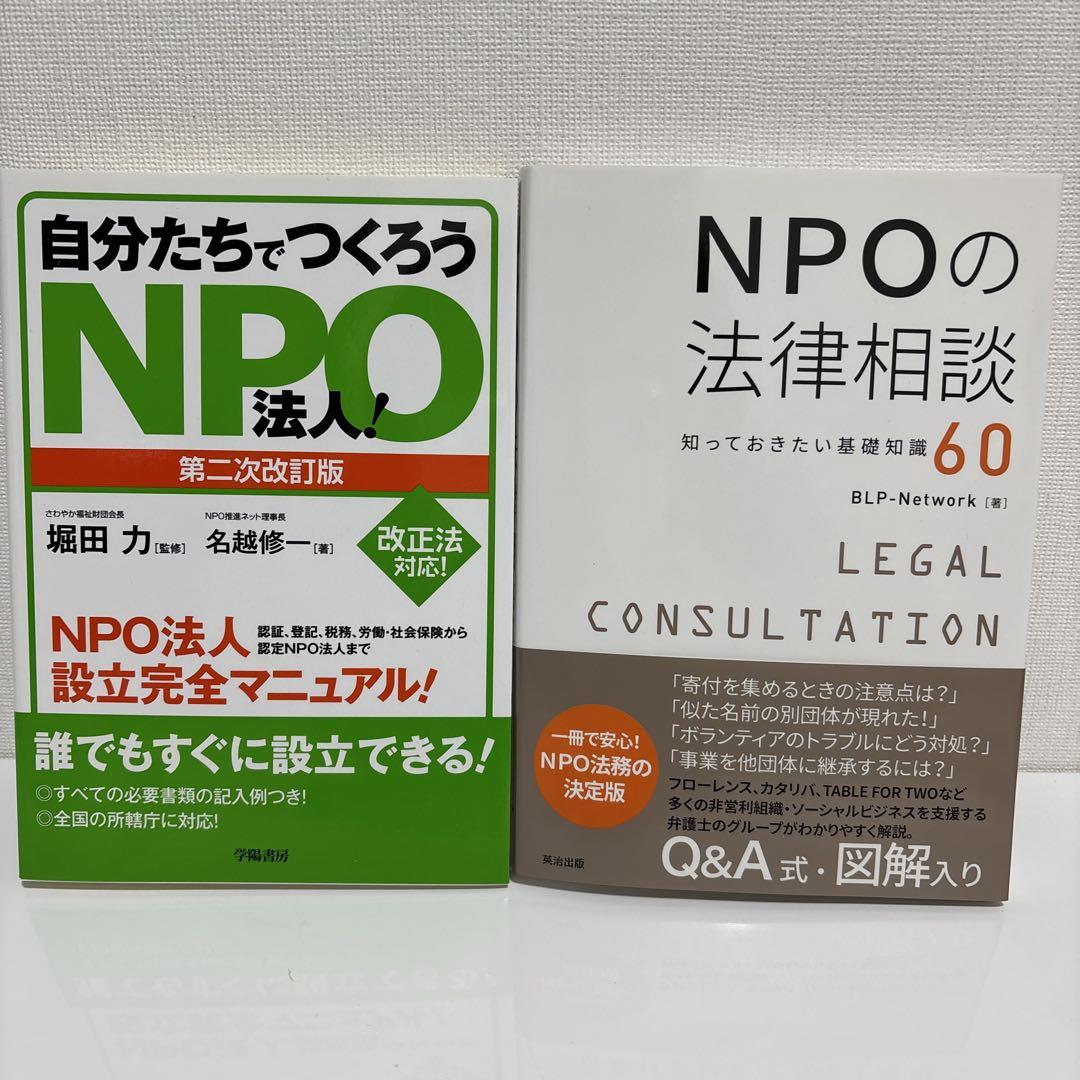 自分たちでつくろう
NPO
法人!
第二次改訂版
さわやか福祉財団会長
堀田 力[監修]
NPO推進ネット理事長
名越修一[著]
改正法
対応!
NPO法人
認証、登記、税務、労働・社会保険から
認定NPO法人まで
設立完全マニュアル!
誰でもすぐに設立できる!
◎すべての必要書類の記入例つき!
◎全国の所轄庁に対応!
学陽書房
NPOの
法律相談
知っておきたい基礎知識60
BLP-Network [著]
LEGAL
CONSULTATION
一冊で安心!
NPO法務の
決定版
「寄付を集めるときの注意点は?」
「似た名前の別団体が現れた!」
「ボランティアのトラブルにどう対処?」
「事業を他団体に継承するには?」
フローレンス、カタリバ、TABLE FOR TWOなど
多くの非営利組織・ソーシャルビジネスを支援する
弁護士のグループがわかりやすく解説。
英治出版
Q&A式・図解入り